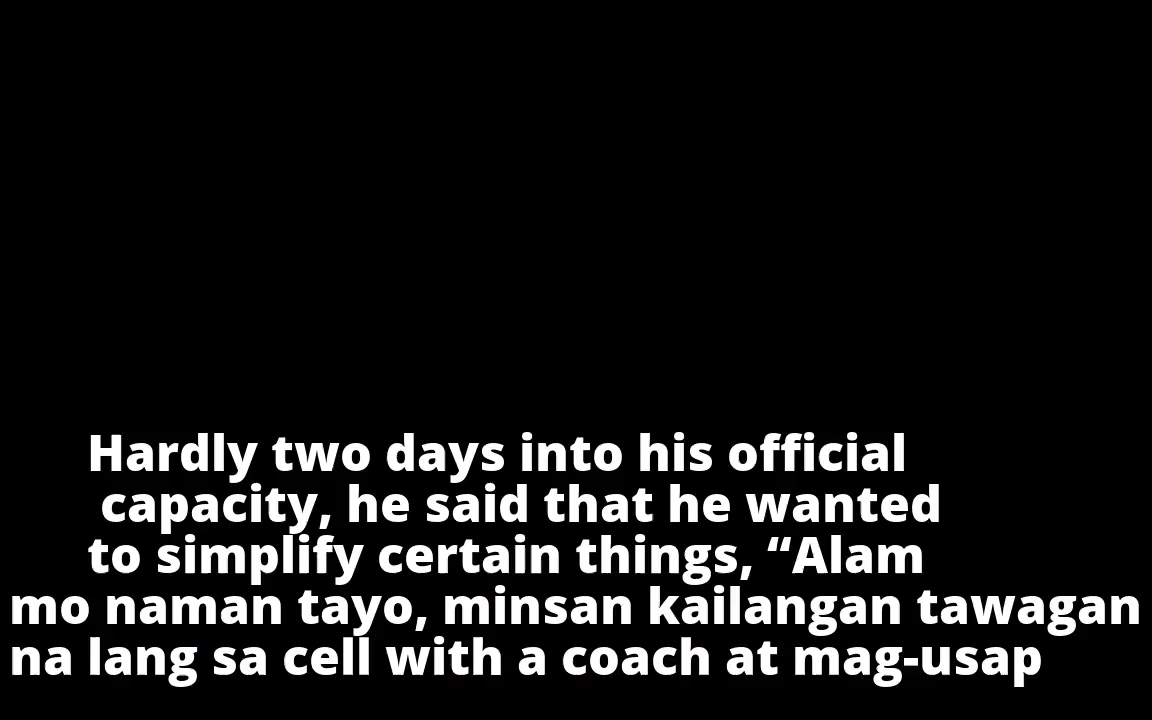 Hardly two days into his official
capacity, he said that he wanted
to simplify certain things, “Alam
mo naman tayo, minsan kailangan tawagan
na lang sa cell with a coach at mag-usap